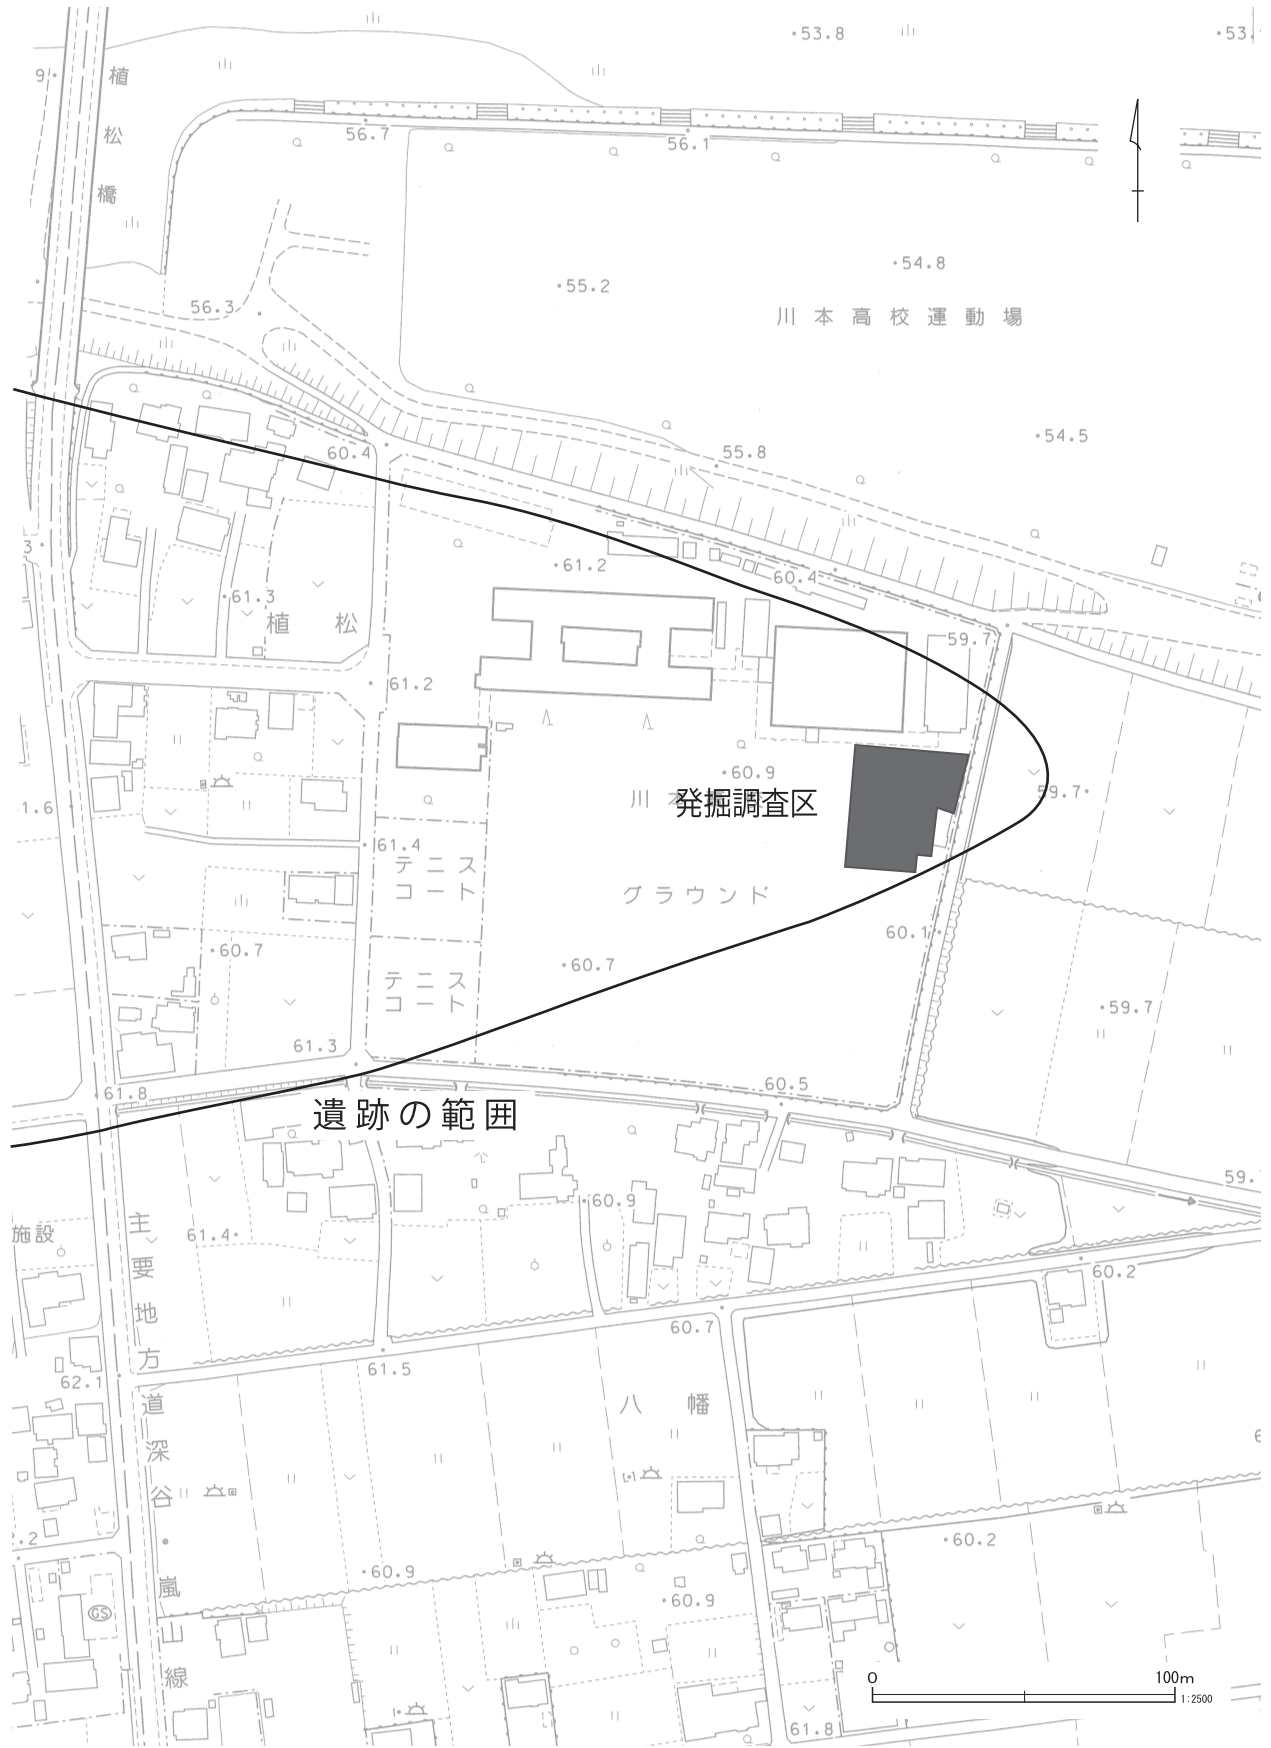 53.8
53.
9
植松橋
56.7
56.1
54.8
55.2
56.3
川本高校運動場
54.5
60.4
55.8
3
61.2
60.4
61.3
植松
59.7
61.2
60.9
川本
発掘調査区
59.7
1.6
61.4
テニス
コート
グラウンド
60.1
60.7
60.7
テニス
コート
59.7
61.3
61.8
60.5
遺跡の範囲
59.
60.9
施設
61.4
主要地方道深谷・嵐山線
60.2
60.7
61.5
62.1
八幡
6
.2
60.2
60.9
60.9
GS
0 100m
1:2500
61.8